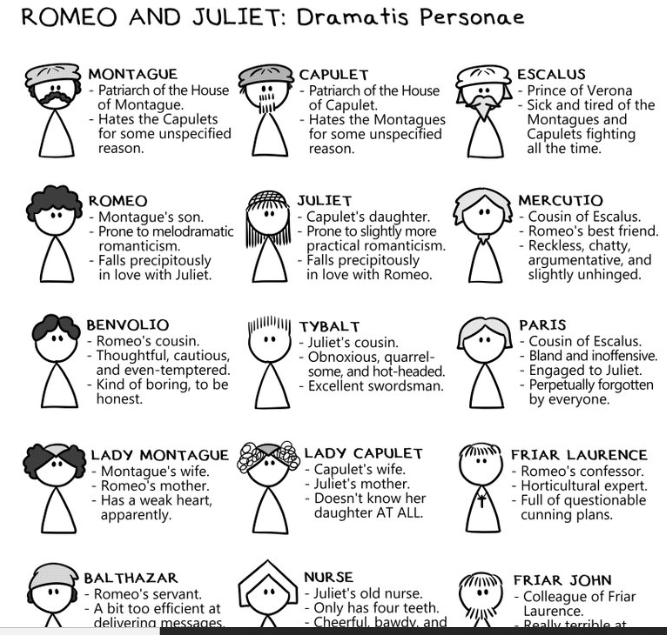 ROMEO AND JULIET: Dramatis Personae
MONTAGUE
- Patriarch of the House
of Montague.
- Hates the Capulets
for some unspecified
reason.
CAPULET
- Patriarch of the House
of Capulet.
- Hates the Montagues
for some unspecified
reason.
ESCALUS
- Prince of Verona
- Sick and tired of the
Montagues and
Capulets fighting
all the time.
ROMEO
- Montague's son.
- Prone to melodramatic
romanticism.
- Falls precipitously
in love with Juliet.
JULIET
- Capulet's daughter.
- Prone to slightly more
practical romanticism.
- Falls precipitously
in love with Romeo.
MERCUTIO
- Cousin of Escalus.
- Romeo's best friend.
- Reckless, chatty,
argumentative, and
slightly unhinged.
BENVOLIO
- Romeo's cousin.
- Thoughtful, cautious,
and even-tempered.
- Kind of boring, to be
honest.
TYBALT
- Juliet's cousin.
- Obnoxious, quarrel-
some, and hot-headed.
- Excellent swordsman.
PARIS
- Cousin of Escalus.
- Bland and inoffensive.
- Engaged to Juliet.
- Perpetually forgotten
by everyone.
LADY MONTAGUE
- Montague's wife.
- Romeo's mother.
- Has a weak heart,
apparently.
LADY CAPULET
- Capulet's wife.
- Juliet's mother.
- Doesn't know her
daughter AT ALL.
FRIAR LAURENCE
- Romeo's confessor.
- Horticultural expert.
- Full of questionable
cunning plans.
BALTHAZAR
- Romeo's servant.
- A bit too efficient at
delivering messages.
NURSE
- Juliet's old nurse.
- Only has four teeth.
- Cheerful, bawdy, and
FRIAR JOHN
- Colleague of Friar
Laurence.
- Really terrible at